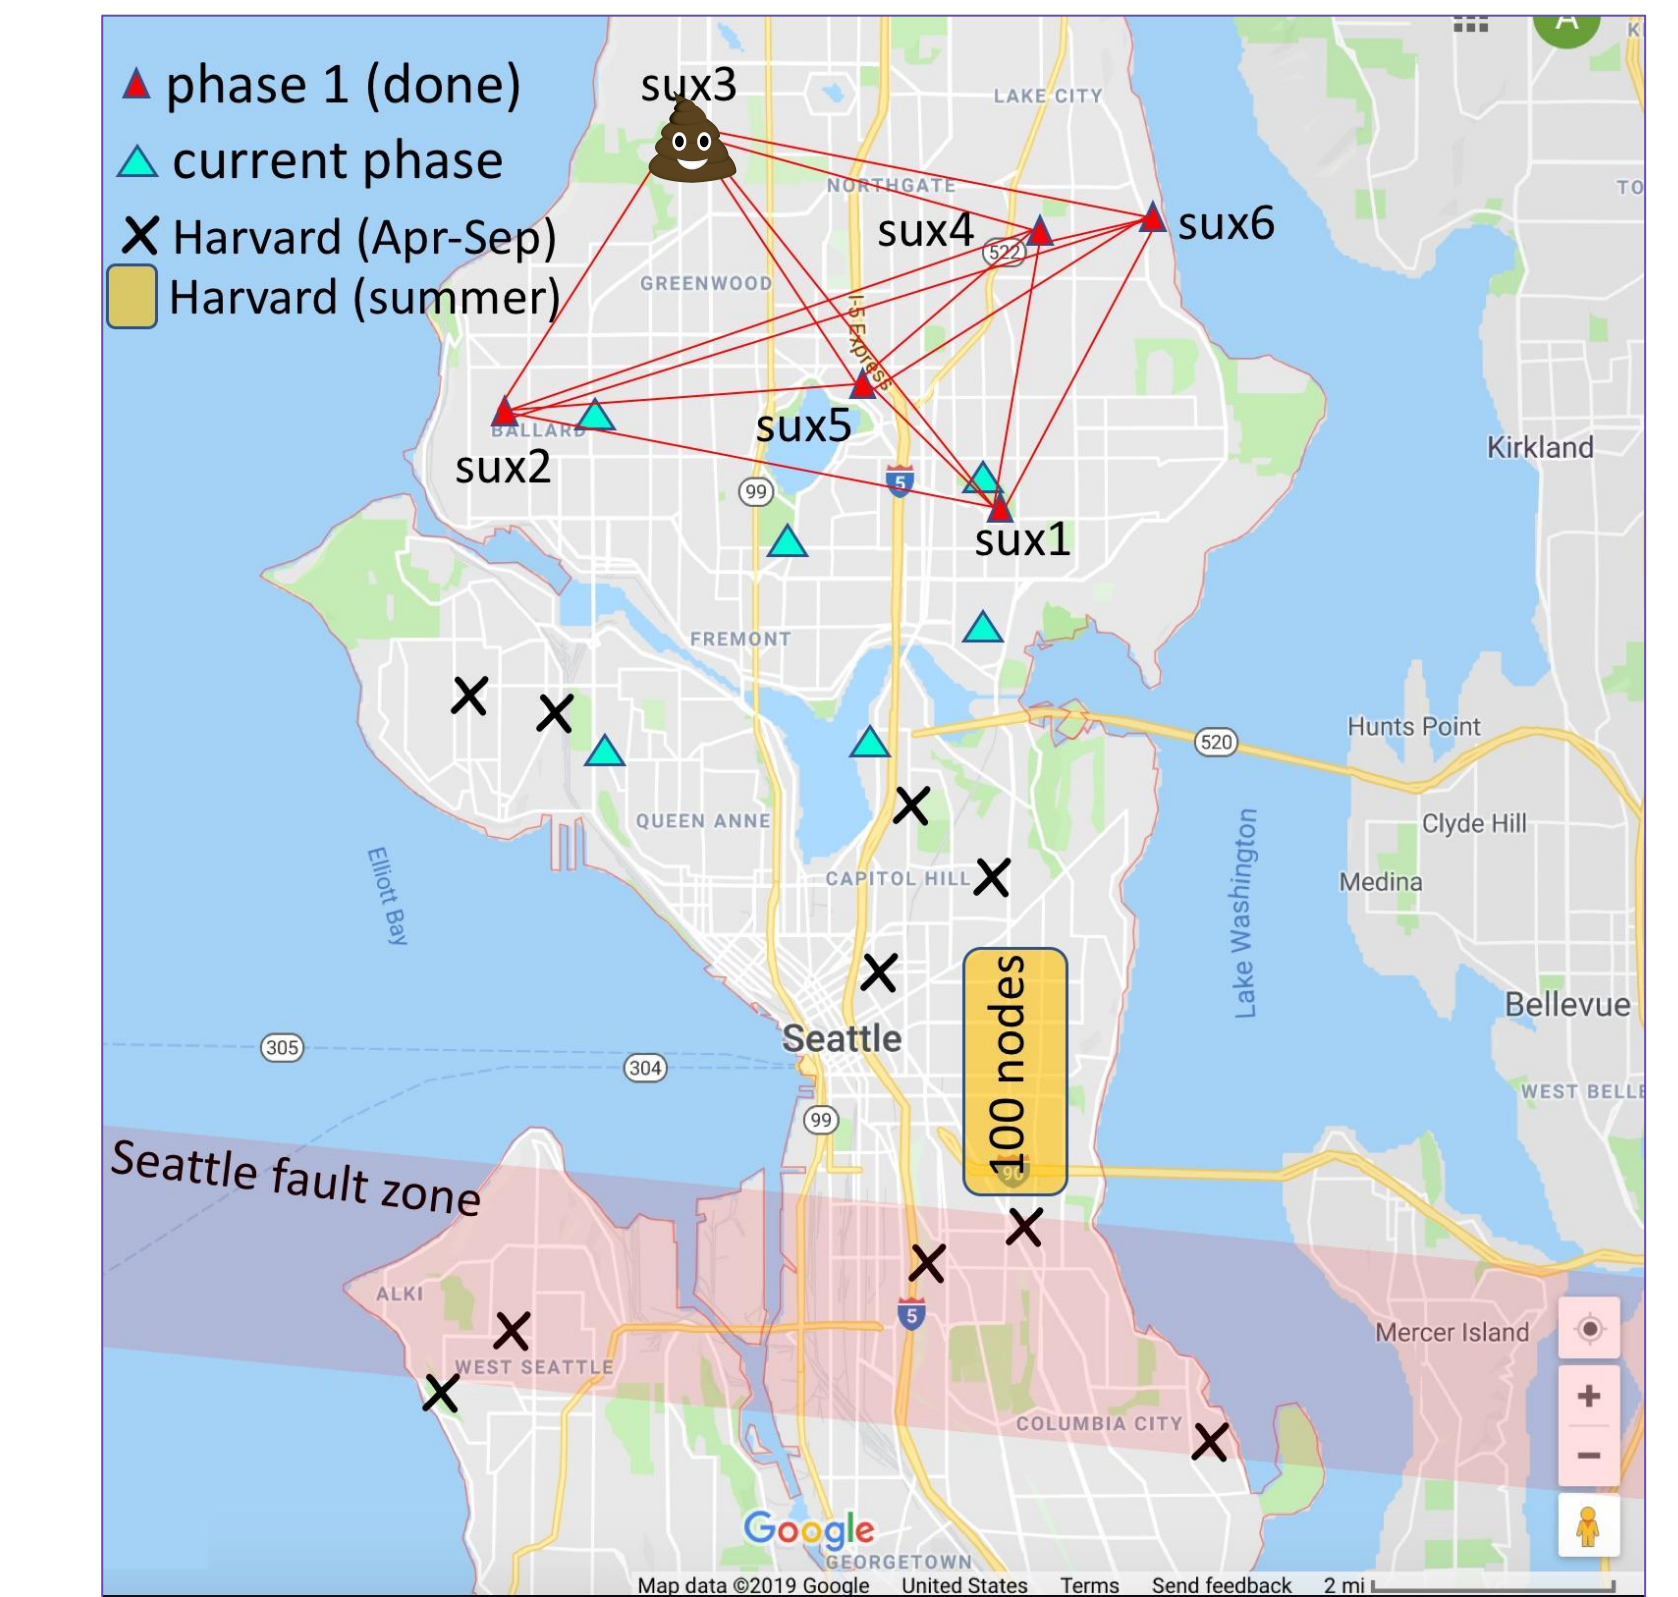 phase 1 (done)
current phase
Harvard (Apr-Sep)
Harvard (summer)
sux3
A
LAKE CITY
NORTHGATE
sux4
sux6
522
GREENWOOD
I-5 Express
BALLARD
sux2
sux5
Kirkland
99
5
sux1
FREMONT
Hunts Point
520
QUEEN ANNE
Clyde Hill
Elliott Bay
CAPITOL HILL
Medina
Lake Washington
100 nodes
Bellevue
Seattle
305
304
WEST BELLE
99
Seattle fault zone
90
ALKI
5
Mercer Island
WEST SEATTLE
COLUMBIA CITY
Google
GEORGETOWN
Map data ©2019 Google United States Terms Send feedback 2 mi